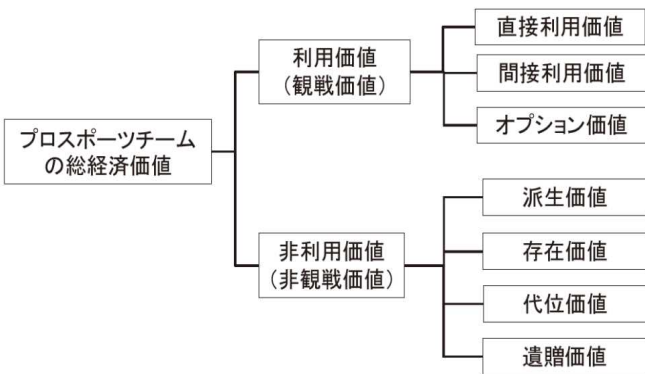 プロスポーツチーム
の総経済価値
利用価値
（観戦価値）
直接利用価値
間接利用価値
オプション価値
非利用価値
（非観戦価値）
派生価値
存在価値
代位価値
遺贈価値